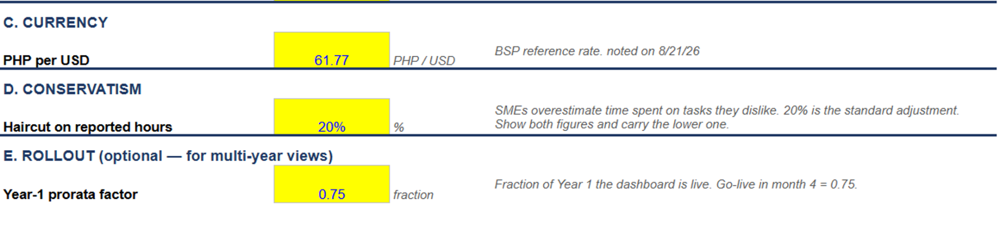 C. CURRENCY
BSP reference rate. noted on 8/21/26
PHP per USD 61.77 PHP / USD
D. CONSERVATISM
SMEs overestimate time spent on tasks they dislike. 20% is the standard adjustment.
Haircut on reported hours 20% % Show both figures and carry the lower one.
E. ROLLOUT (optional — for multi-year views)
Fraction of Year 1 the dashboard is live. Go-live in month 4 = 0.75.
Year-1 prorata factor 0.75 fraction